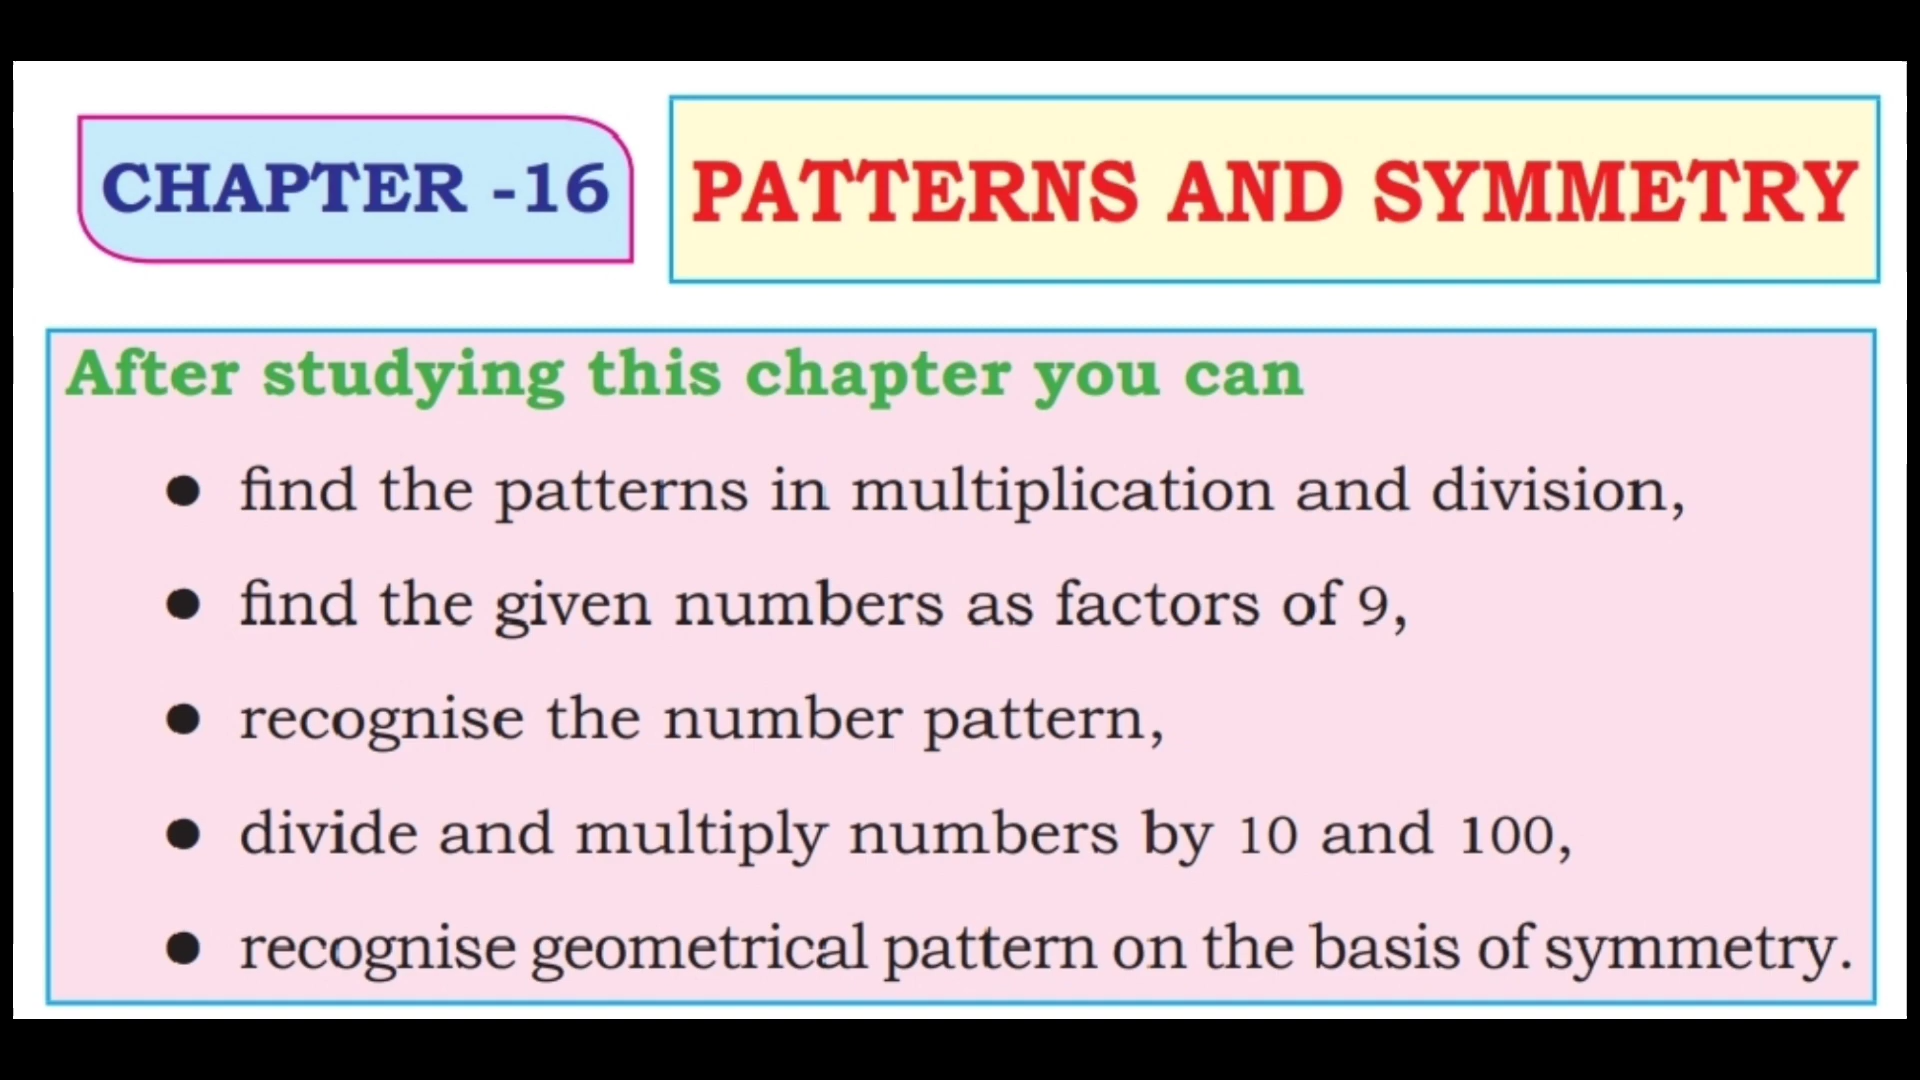 CHAPTER -16
PATTERNS AND SYMMETRY
After studying this chapter you can
● find the patterns in multiplication and division,
● find the given numbers as factors of 9,
● recognise the number pattern,
● divide and multiply numbers by 10 and 100,
● recognise geometrical pattern on the basis of symmetry.